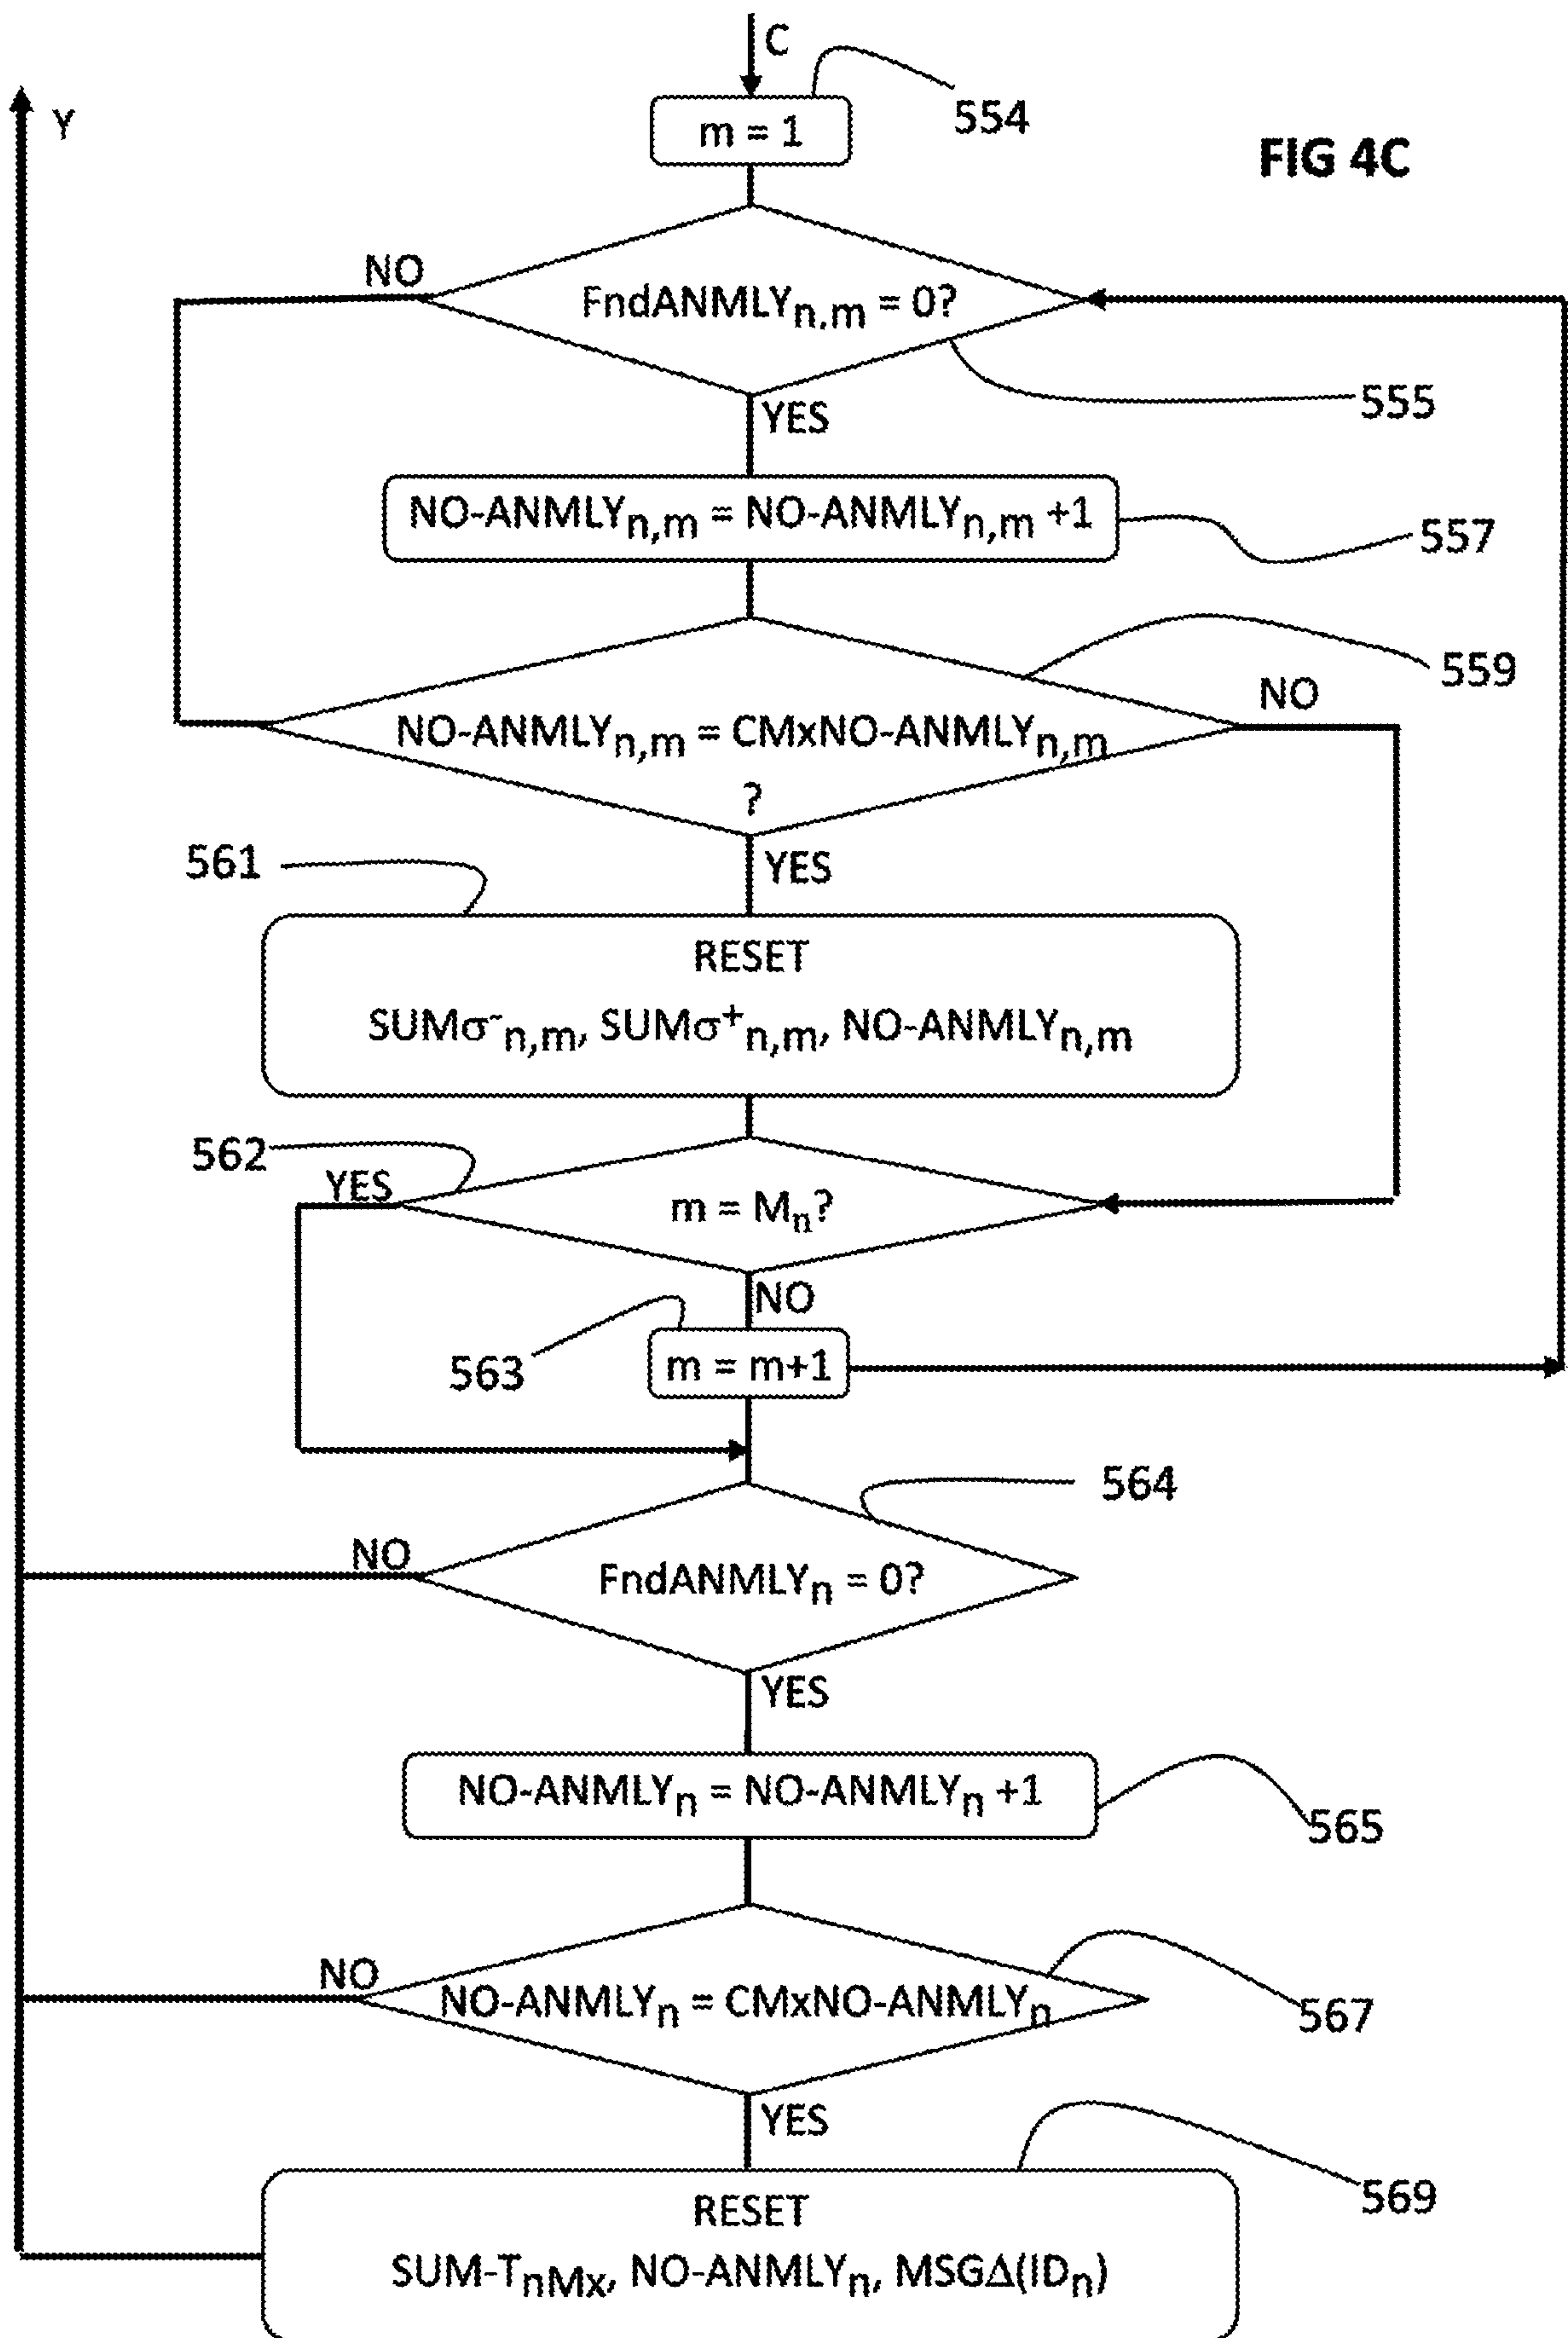 C
Y
m = 1
554
FIG 4C
NO
FndANMLYn,m = 0?
555
YES
NO-ANMLYn,m = NO-ANMLYn,m +1
557
559
NO
NO-ANMLYn,m = CMxNO-ANMLYn,m
?
561
YES
RESET
SUMσ-n,m, SUMσ+n,m, NO-ANMLYn,m
562
YES
m = Mn?
NO
563
m = m+1
564
NO
FndANMLYn = 0?
YES
NO-ANMLYn = NO-ANMLYn +1
565
NO
NO-ANMLYn = CMxNO-ANMLYn
567
YES
569
RESET
SUM-TnMx, NO-ANMLYn, MSGΔ(IDn)